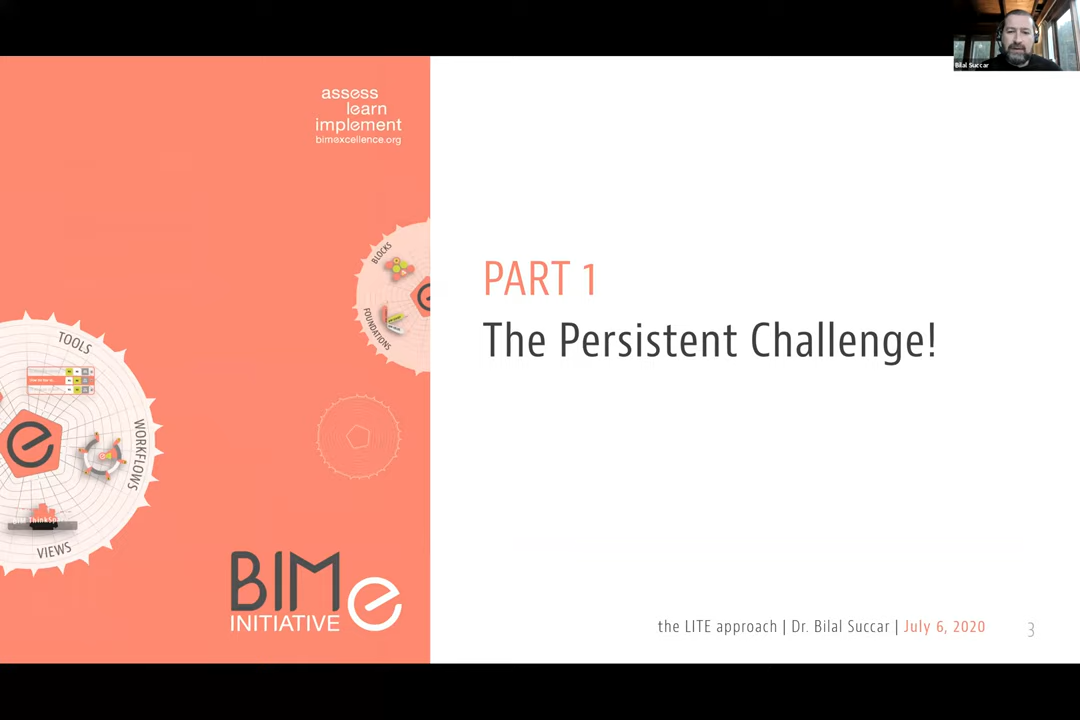 Bilal Succar
assess
learn
implement
bimexcellence.org
BLOCKS
FOUNDATIONS
TOOLS
WORKFLOWS
VIEWS
PART 1
The Persistent Challenge!
BIMe
INITIATIVE
the LITE approach | Dr. Bilal Succar | July 6, 2020
3